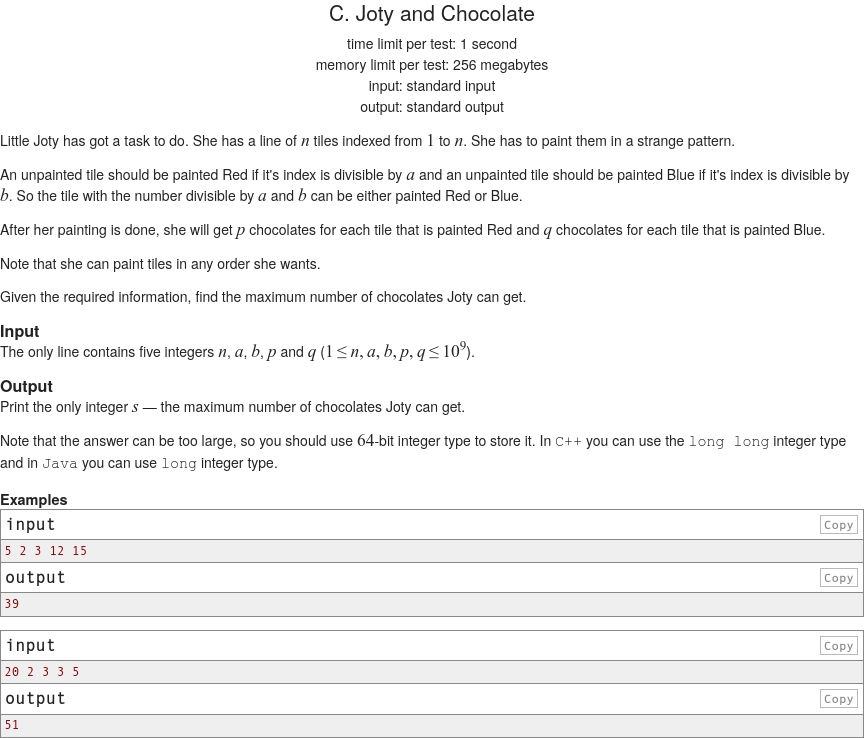 C. Joty and Chocolate
time limit per test: 1 second
memory limit per test: 256 megabytes
input: standard input
output: standard output
Little Joty has got a task to do. She has a line of n tiles indexed from 1 to n. She has to paint them in a strange pattern.
An unpainted tile should be painted Red if it's index is divisible by a and an unpainted tile should be painted Blue if it's index is divisible by
b. So the tile with the number divisible by a and b can be either painted Red or Blue.
After her painting is done, she will get p chocolates for each tile that is painted Red and q chocolates for each tile that is painted Blue.
Note that she can paint tiles in any order she wants.
Given the required information, find the maximum number of chocolates Joty can get.
Input
The only line contains five integers n, a, b, p and q (1 ≤ n, a, b, p, q ≤ 10⁹).
Output
Print the only integer s — the maximum number of chocolates Joty can get.
Note that the answer can be too large, so you should use 64-bit integer type to store it. In C++ you can use the long long integer type
and in Java you can use long integer type.
Examples
input Copy
5 2 3 12 15
output Copy
39
input Copy
20 2 3 3 5
output Copy
51